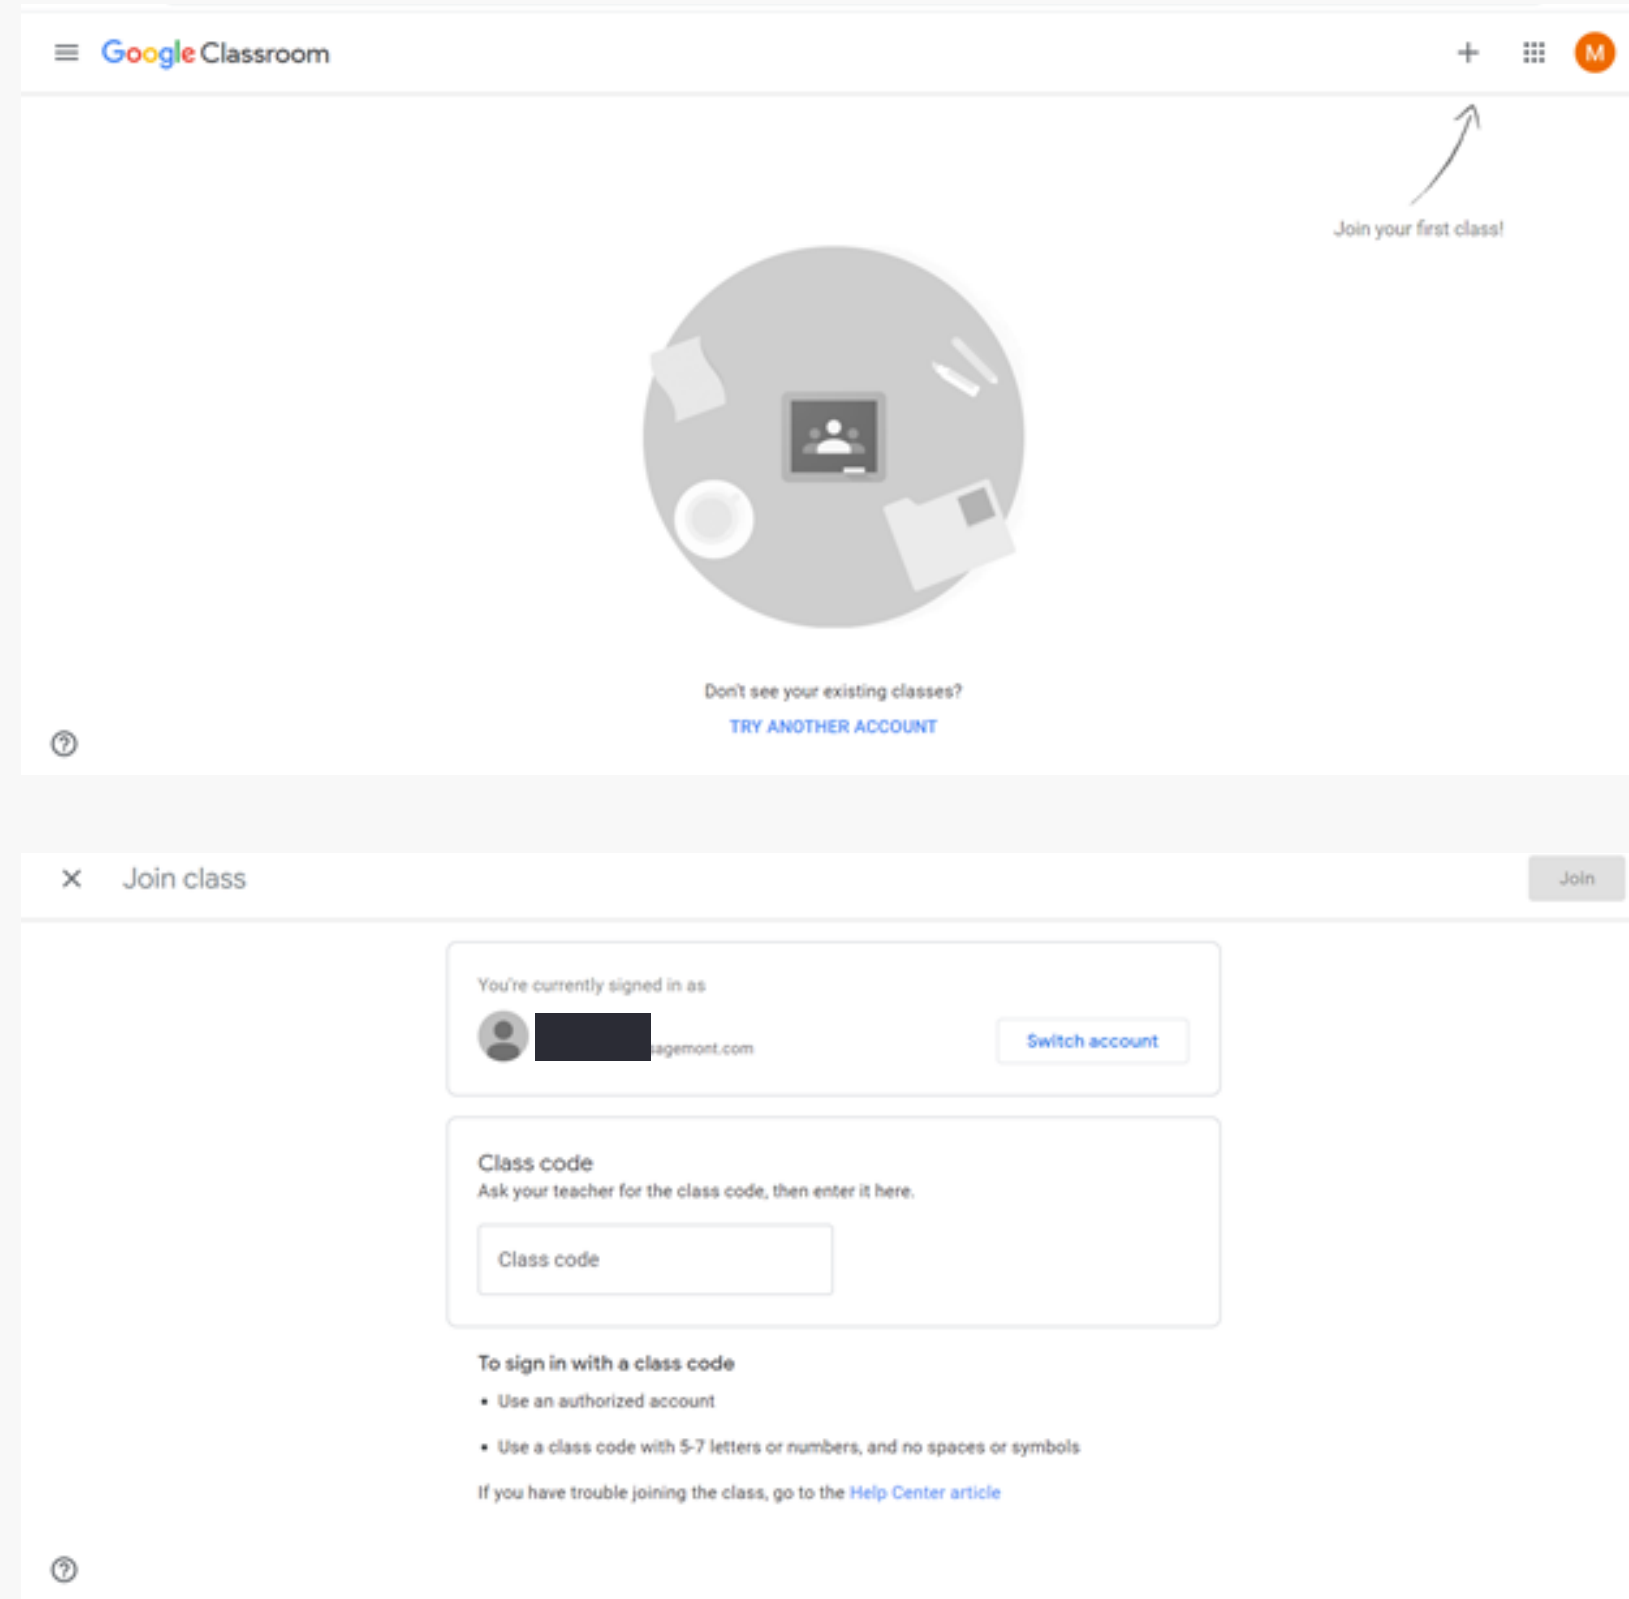 Google Classroom
M
Join your first class!
Don't see your existing classes?
TRY ANOTHER ACCOUNT
Join class
Join
You're currently signed in as
sagemont.com
Switch account
Class code
Ask your teacher for the class code, then enter it here.
Class code
To sign in with a class code
• Use an authorized account
• Use a class code with 5-7 letters or numbers, and no spaces or symbols
If you have trouble joining the class, go to the Help Center article